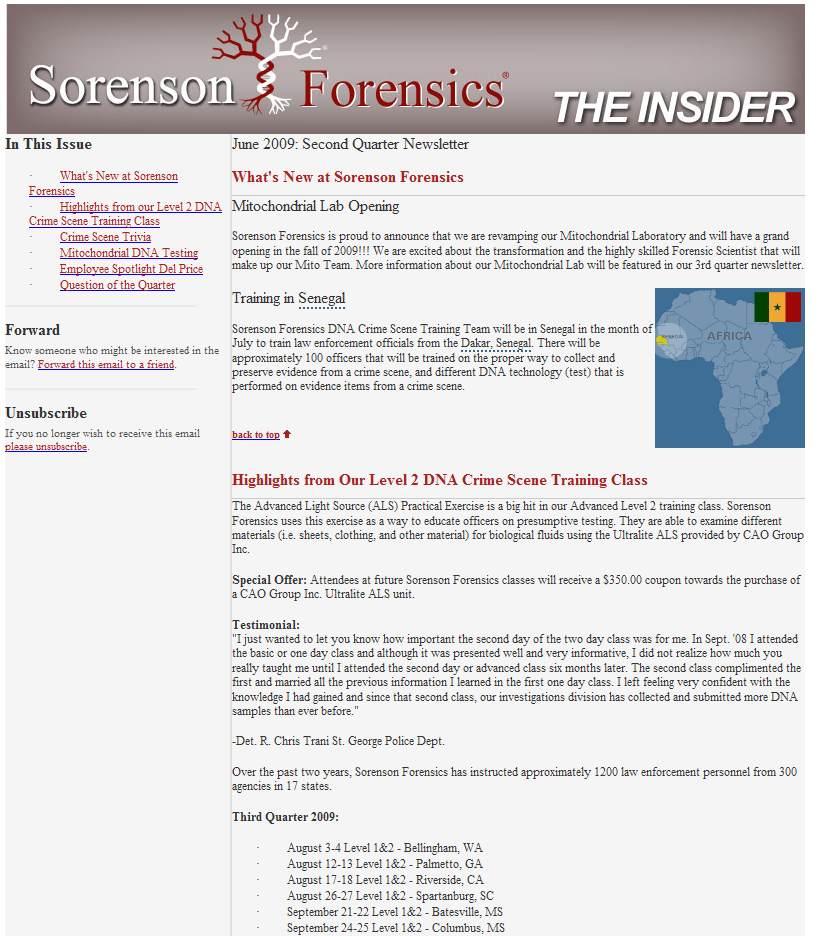 Sorenson Forensics®
THE INSIDER
In This Issue
· What's New at Sorenson
Forensics
· Highlights from our Level 2 DNA
Crime Scene Training Class
· Crime Scene Trivia
· Mitochondrial DNA Testing
· Employee Spotlight Del Price
· Question of the Quarter
Forward
Know someone who might be interested in the
email? Forward this email to a friend.
Unsubscribe
If you no longer wish to receive this email
please unsubscribe.
June 2009: Second Quarter Newsletter
What's New at Sorenson Forensics
Mitochondrial Lab Opening
Sorenson Forensics is proud to announce that we are revamping our Mitochondrial Laboratory and will have a grand
opening in the fall of 2009!!! We are excited about the transformation and the highly skilled Forensic Scientist that will
make up our Mito Team. More information about our Mitochondrial Lab will be featured in our 3rd quarter newsletter.
Training in Senegal
Sorenson Forensics DNA Crime Scene Training Team will be in Senegal in the month of
July to train law enforcement officials from the Dakar, Senegal. There will be
approximately 100 officers that will be trained on the proper way to collect and
preserve evidence from a crime scene, and different DNA technology (test) that is
performed on evidence items from a crime scene.
SENEGAL
AFRICA
back to top
Highlights from Our Level 2 DNA Crime Scene Training Class
The Advanced Light Source (ALS) Practical Exercise is a big hit in our Advanced Level 2 training class. Sorenson
Forensics uses this exercise as a way to educate officers on presumptive testing. They are able to examine different
materials (i.e. sheets, clothing, and other material) for biological fluids using the Ultralite ALS provided by CAO Group
Inc.
Special Offer: Attendees at future Sorenson Forensics classes will receive a $350.00 coupon towards the purchase of
a CAO Group Inc. Ultralite ALS unit.
Testimonial:
"I just wanted to let you know how important the second day of the two day class was for me. In Sept. '08 I attended
the basic or one day class and although it was presented well and very informative, I did not realize how much you
really taught me until I attended the second day or advanced class six months later. The second class complimented the
first and married all the previous information I learned in the first one day class. I left feeling very confident with the
knowledge I had gained and since that second class, our investigations division has collected and submitted more DNA
samples than ever before."
-Det. R. Chris Trani St. George Police Dept.
Over the past two years, Sorenson Forensics has instructed approximately 1200 law enforcement personnel from 300
agencies in 17 states.
Third Quarter 2009:
· August 3-4 Level 1&2 - Bellingham, WA
· August 12-13 Level 1&2 - Palmetto, GA
· August 17-18 Level 1&2 - Riverside, CA
· August 26-27 Level 1&2 - Spartanburg, SC
· September 21-22 Level 1&2 - Batesville, MS
· September 24-25 Level 1&2 - Columbus, MS